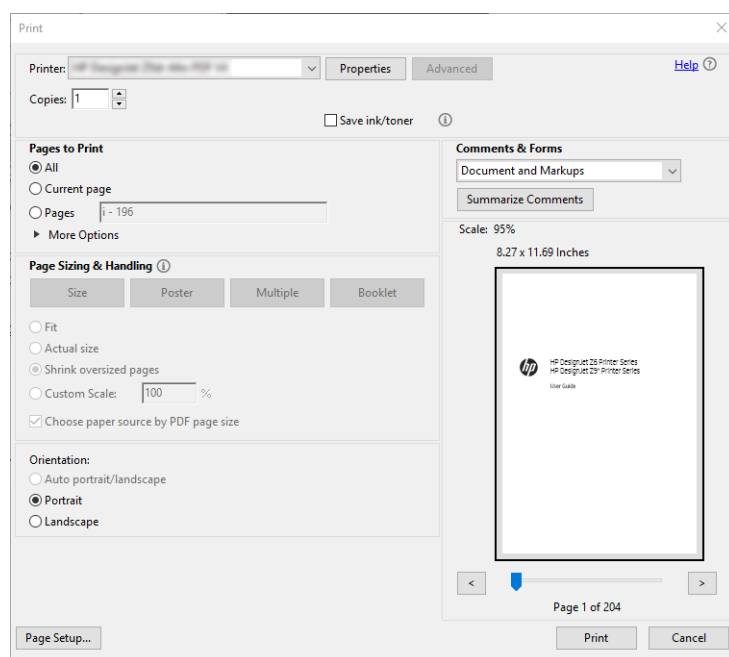 Print
Printer:
Properties
Advanced
Help
Copies: 1
Save ink/toner
Pages to Print
All
Current page
Pages i - 196
More Options
Comments & Forms
Document and Markups
Summarize Comments
Scale: 95%
8.27 x 11.69 Inches
Page Sizing & Handling
Size Poster Multiple Booklet
Fit
Actual size
Shrink oversized pages
Custom Scale: 100 %
Choose paper source by PDF page size
Orientation:
Auto portrait/landscape
Portrait
Landscape
hp
HP DesignJet Z6 Printer Series
HP DesignJet Z9⁺ Printer Series
User Guide
< >
Page 1 of 204
Page Setup... Print Cancel